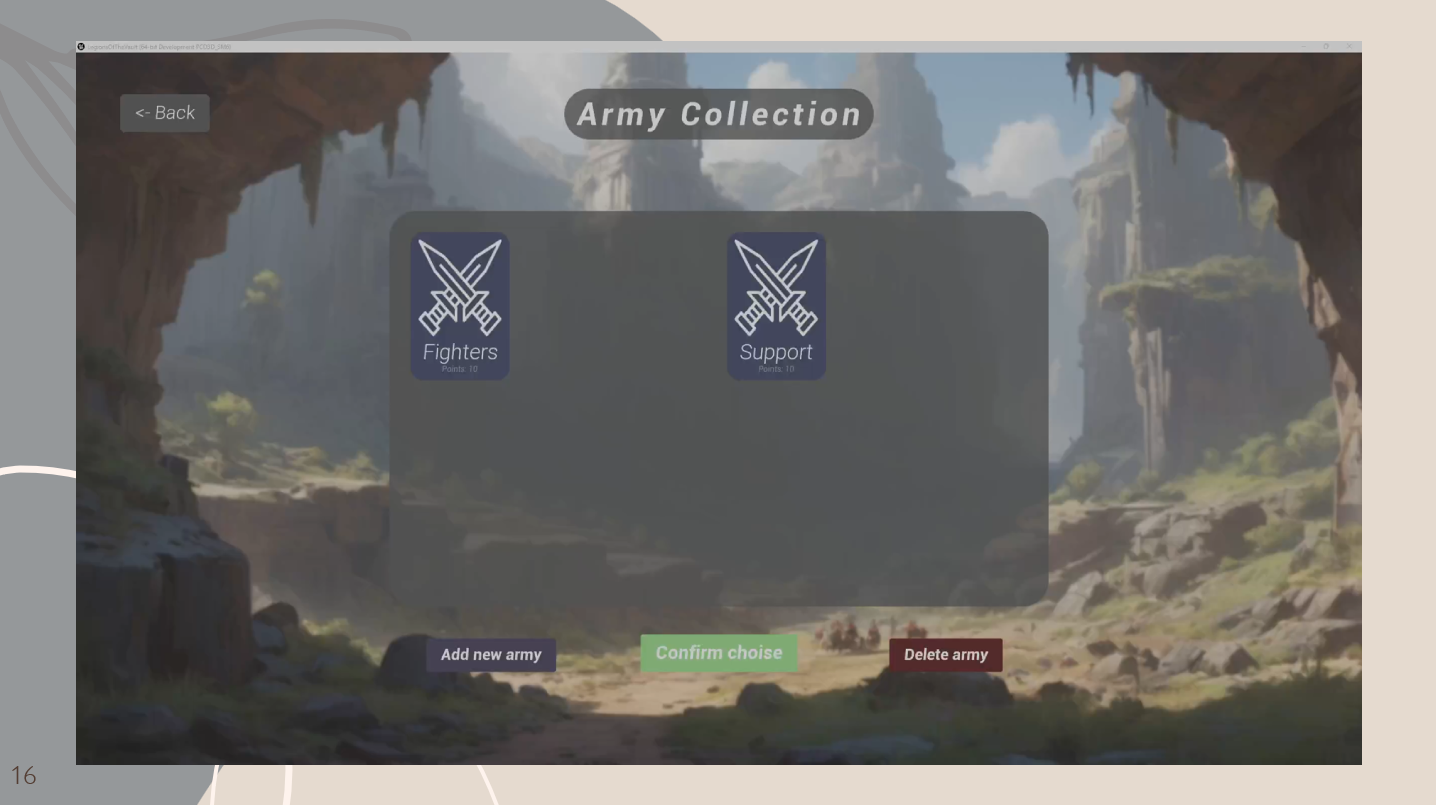 <- Back
Army Collection
Fighters
Points: 10
Support
Points: 10
Add new army
Confirm choise
Delete army
16